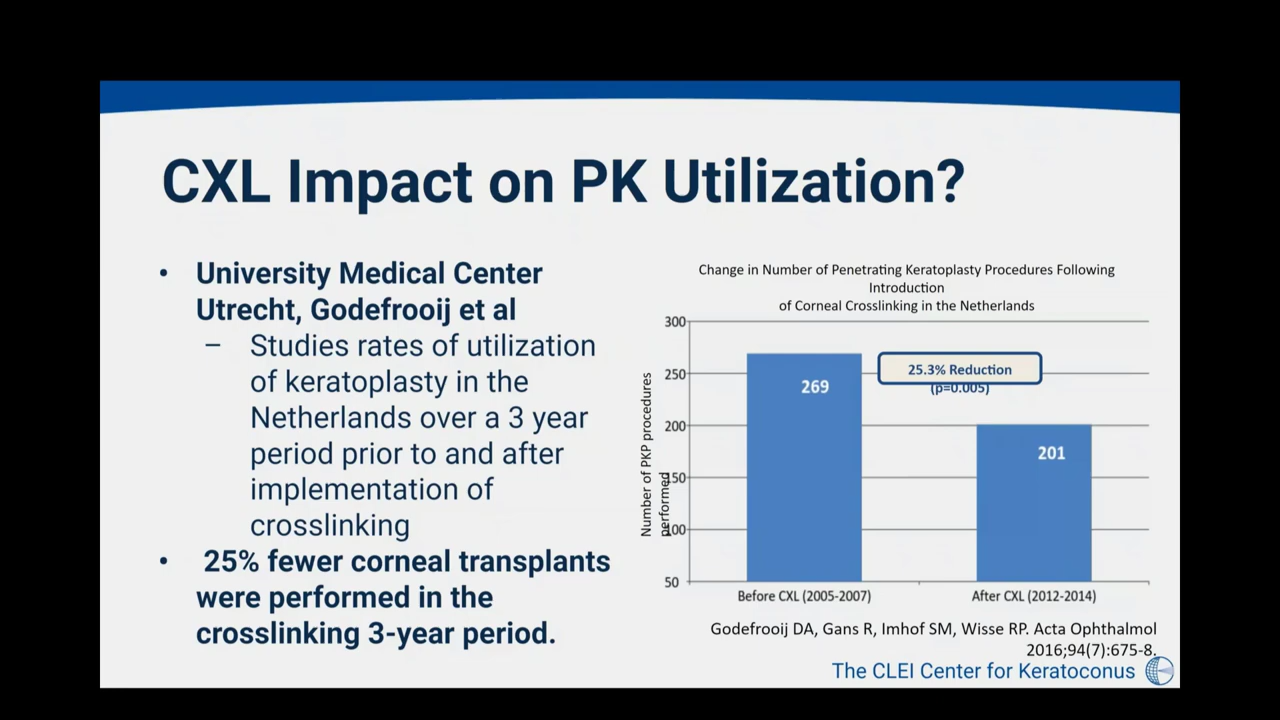 CXL Impact on PK Utilization?
• University Medical Center
Utrecht, Godefrooij et al
– Studies rates of utilization
of keratoplasty in the
Netherlands over a 3 year
period prior to and after
implementation of
crosslinking
• 25% fewer corneal transplants
were performed in the
crosslinking 3-year period.
Change in Number of Penetrating Keratoplasty Procedures Following
Introduction
of Corneal Crosslinking in the Netherlands
Number of PKP procedures
performed
300
250
200
150
100
50
269
25.3% Reduction
(p=0.005)
201
Before CXL (2005-2007)
After CXL (2012-2014)
Godefrooij DA, Gans R, Imhof SM, Wisse RP. Acta Ophthalmol
2016;94(7):675-8.
The CLEI Center for Keratoconus